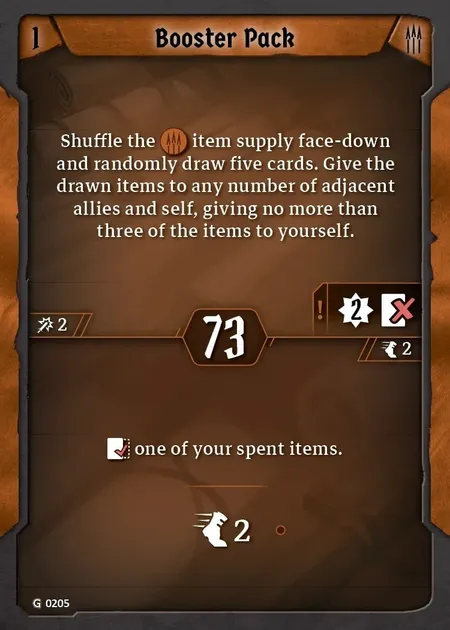 1 Booster Pack
Shuffle the item supply face-down
and randomly draw five cards. Give the
drawn items to any number of adjacent
allies and self, giving no more than
three of the items to yourself.
! 2
2 73
2
one of your spent items.
2
G 0205